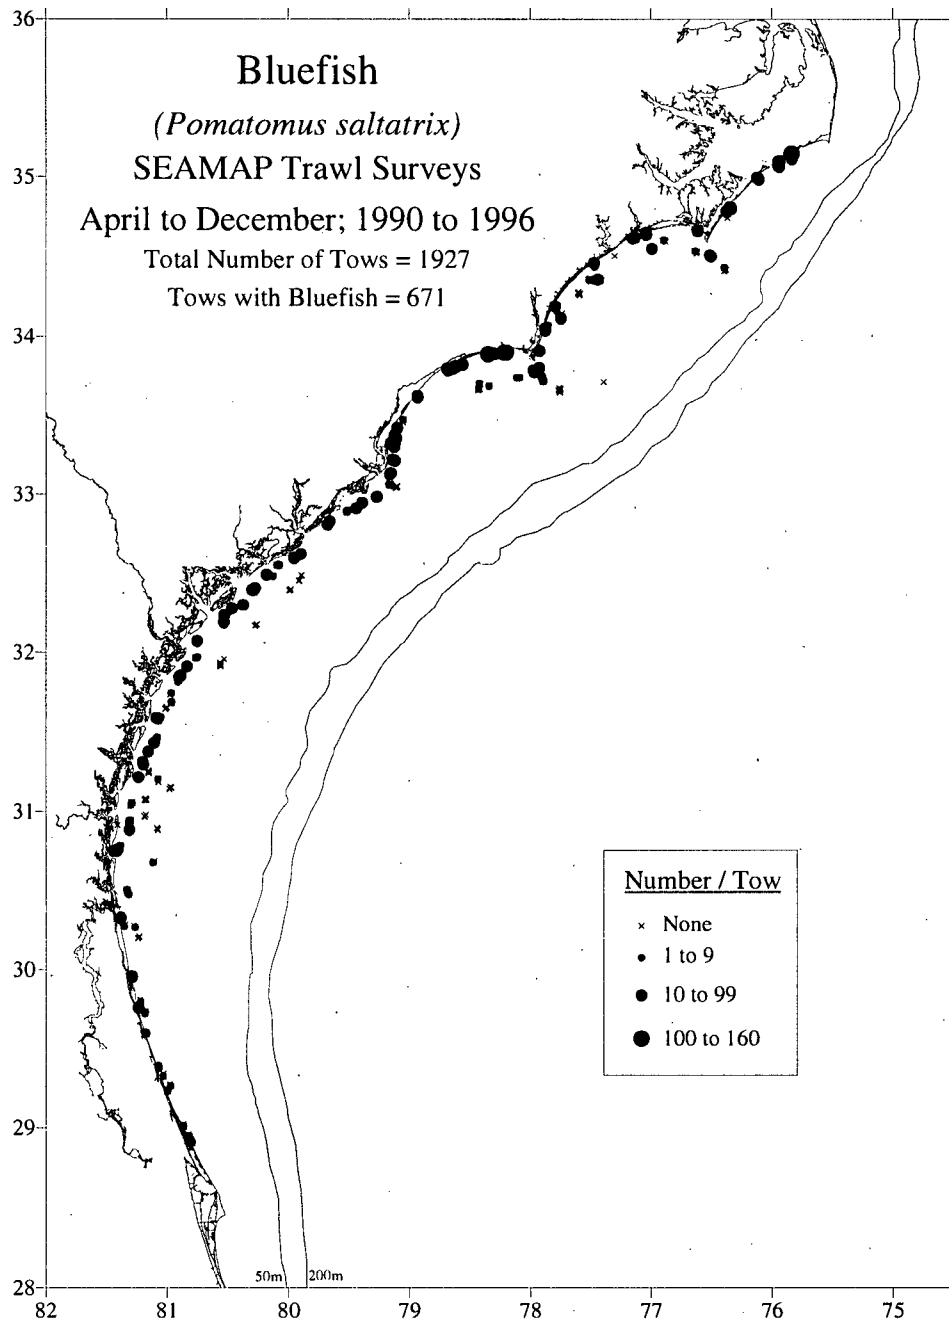 Bluefish
(Pomatomus saltatrix)
SEAMAP Trawl Surveys
April to December; 1990 to 1996
Total Number of Tows = 1927
Tows with Bluefish = 671
36
35
34
33
32
31
30
29
28
Number / Tow
× None
1 to 9
10 to 99
100 to 160
50m 200m
82 81 80 79 78 77 76 75